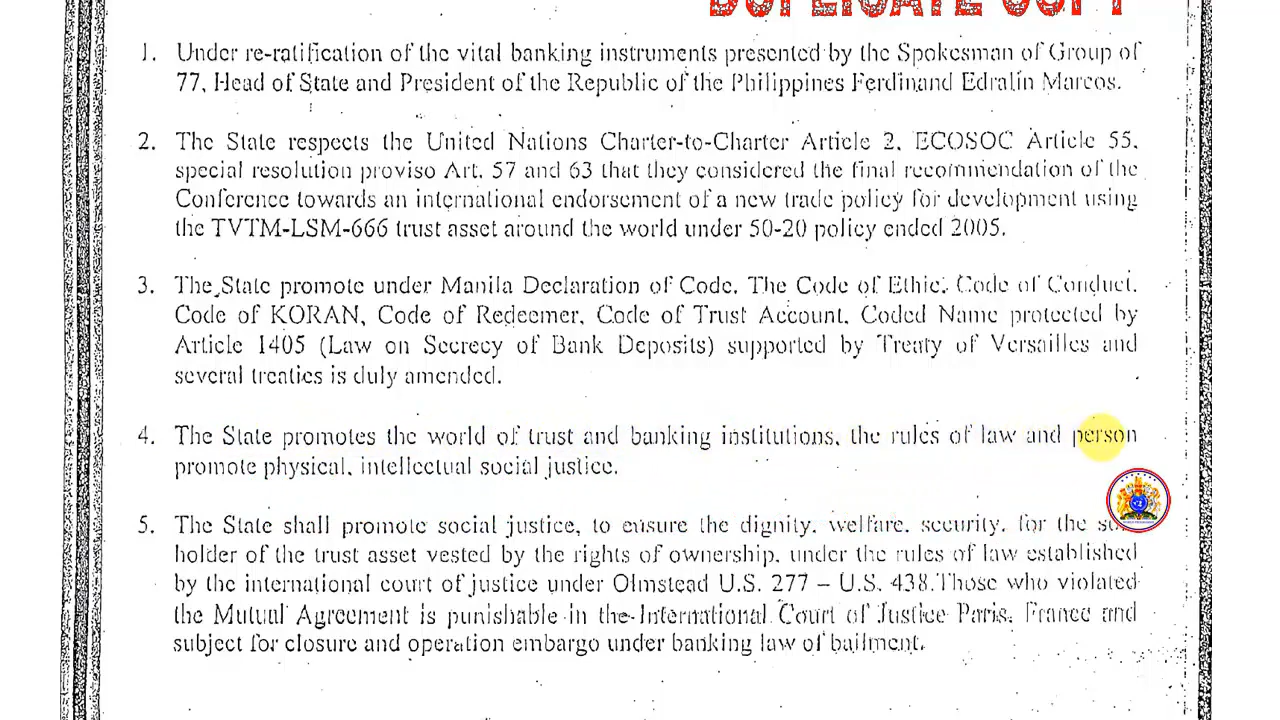 DUPLICATE COPY
1. Under re-ratification of the vital banking instruments presented by the Spokesman of Group of
77, Head of State and President of the Republic of the Philippines Ferdinand Edralin Marcos.
2. The State respects the United Nations Charter-to-Charter Article 2, ECOSOC Article 55,
special resolution proviso Art. 57 and 63 that they considered the final recommendation of the
Conference towards an international endorsement of a new trade policy for development using
the TVTM-LSM-666 trust asset around the world under 50-20 policy ended 2005.
3. The State promote under Manila Declaration of Code. The Code of Ethic, Code of Conduct,
Code of KORAN, Code of Redeemer, Code of Trust Account, Coded Name protected by
Article 1405 (Law on Secrecy of Bank Deposits) supported by Treaty of Versailles and
several treaties is duly amended.
4. The State promotes the world of trust and banking institutions, the rules of law and person
promote physical, intellectual social justice.
5. The State shall promote social justice, to ensure the dignity, welfare, security, for the
holder of the trust asset vested by the rights of ownership, under the rules of law established
by the international court of justice under Olmstead U.S. 277 – U.S. 438.Those who violated
the Mutual Agreement is punishable in the International Court of Justice Paris, France and
subject for closure and operation embargo under banking law of bailment.